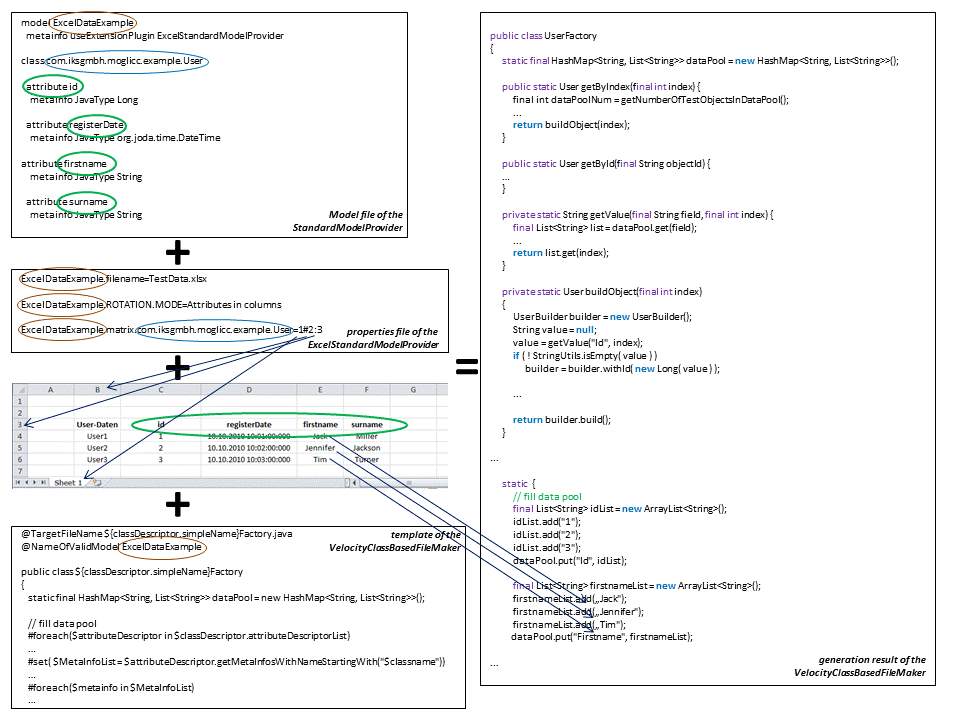 model ExcelDataExample
metainfo useExtensionPlugin ExcelStandardModelProvider
class com.iksgmbh.moglicc.example.User
attribute id
metainfo JavaType Long
attribute registerDate
metainfo JavaType org.joda.time.DateTime
attribute firstname
metainfo JavaType String
attribute surname
metainfo JavaType String
Model file of the
StandardModelProvider
+
ExcelDataExample.filename=TestData.xlsx
ExcelDataExample.ROTATION.MODE=Attributes in columns
ExcelDataExample.matrix.com.iksgmbh.moglicc.example.User=1#2:3
properties file of the
ExcelStandardModelProvider
+
A B C D E F G
1
2
3 User-Daten id registerDate firstname surname
4 User1 1 10.10.2010 10:01:00:000 Jack Miller
5 User2 2 10.10.2010 10:02:00:000 Jennifer Jackson
6 User3 3 10.10.2010 10:03:00:000 Tim Turner
7
Sheet 1
+
@TargetFileName ${classDescriptor.simpleName}Factory.java
@NameOfValidModel ExcelDataExample
template of the
VelocityClassBasedFileMaker
public class ${classDescriptor.simpleName}Factory
{
static final HashMap<String, List<String>> dataPool = new HashMap<String, List<String>>();
// fill data pool
#foreach($attributeDescriptor in $classDescriptor.attributeDescriptorList)
...
#set( $MetaInfoList = $attributeDescriptor.getMetaInfosWithNameStartingWith("$classname"))
...
#foreach($metainfo in $MetaInfoList)
...
=
public class UserFactory
{
static final HashMap<String, List<String>> dataPool = new HashMap<String, List<String>>();
public static User getByIndex(final int index) {
final int dataPoolNum = getNumberOfTestObjectsInDataPool();
...
return buildObject(index);
}
public static User getById(final String objectId) {
...
}
private static String getValue(final String field, final int index) {
final List<String> list = dataPool.get(field);
...
return list.get(index);
}
private static User buildObject(final int index)
{
UserBuilder builder = new UserBuilder();
String value = null;
value = getValue("Id", index);
if ( ! StringUtils.isEmpty( value ) )
builder = builder.withId( new Long( value ) );
...
return builder.build();
}
...
static {
// fill data pool
final List<String> idList = new ArrayList<String>();
idList.add("1");
idList.add("2");
idList.add("3");
dataPool.put("Id", idList);
final List<String> firstnameList = new ArrayList<String>();
firstnameList.add(„Jack");
firstnameList.add(„Jennifer");
firstnameList.add(„Tim");
dataPool.put("Firstname", firstnameList);
...
generation result of the
VelocityClassBasedFileMaker